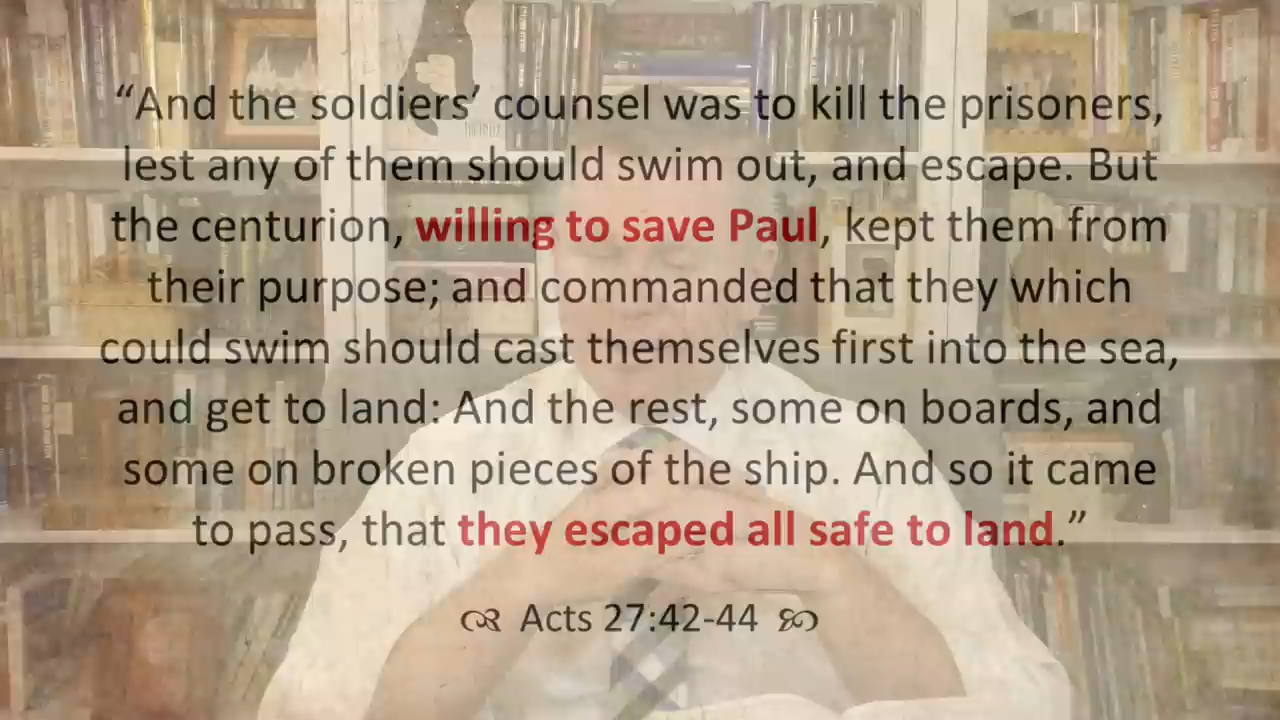 “And the soldiers’ counsel was to kill the prisoners,
lest any of them should swim out, and escape. But
the centurion, willing to save Paul, kept them from
their purpose; and commanded that they which
could swim should cast themselves first into the sea,
and get to land: And the rest, some on boards, and
some on broken pieces of the ship. And so it came
to pass, that they escaped all safe to land.”
Acts 27:42-44